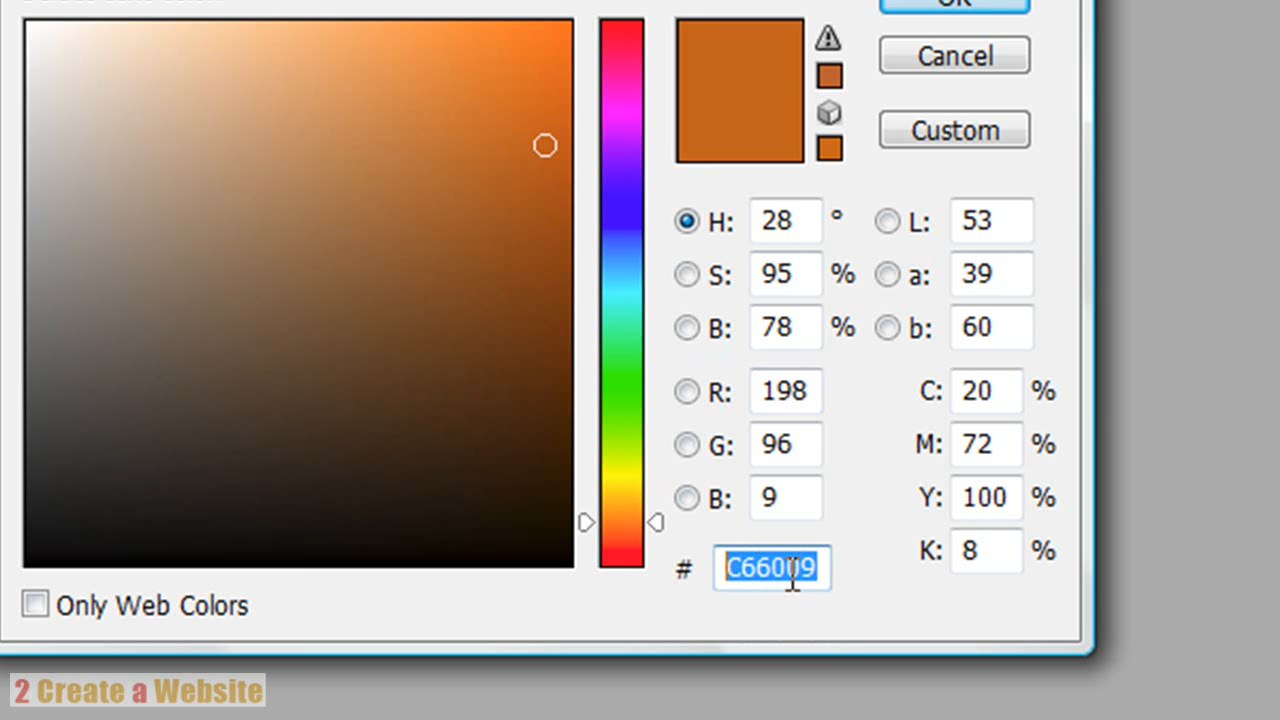 OK
Cancel
Custom
H: 28 °
L: 53
S: 95 %
a: 39
B: 78 %
b: 60
R: 198
C: 20 %
G: 96
M: 72 %
B: 9
Y: 100 %
# C66009
K: 8 %
Only Web Colors
2 Create a Website